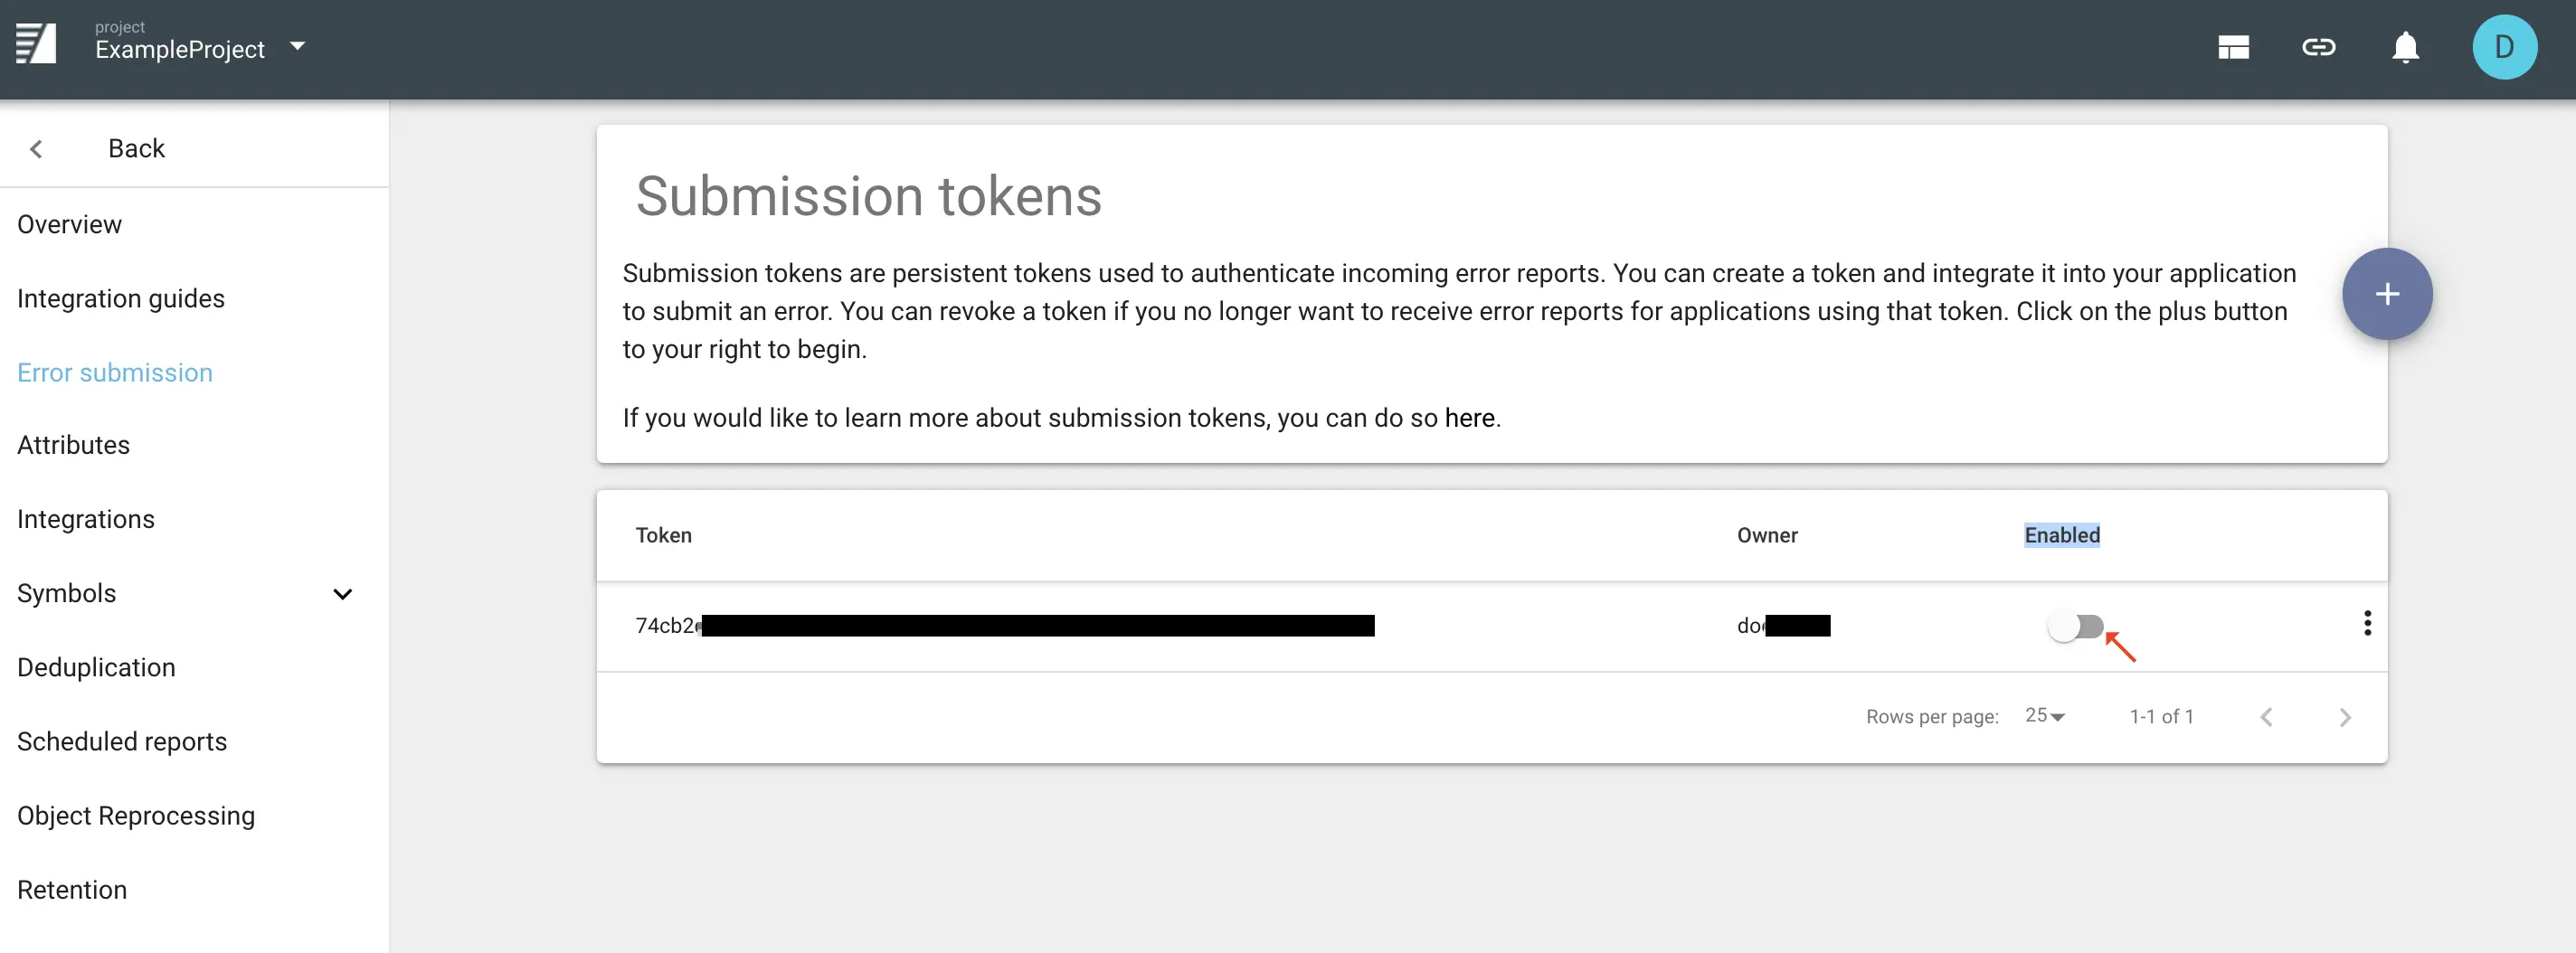 project
ExampleProject
D
Back
Overview
Integration guides
Error submission
Attributes
Integrations
Symbols
Deduplication
Scheduled reports
Object Reprocessing
Retention
Submission tokens
Submission tokens are persistent tokens used to authenticate incoming error reports. You can create a token and integrate it into your application
to submit an error. You can revoke a token if you no longer want to receive error reports for applications using that token. Click on the plus button
to your right to begin.
If you would like to learn more about submission tokens, you can do so here.
Token Owner Enabled
74cb2 do
Rows per page: 25 1-1 of 1